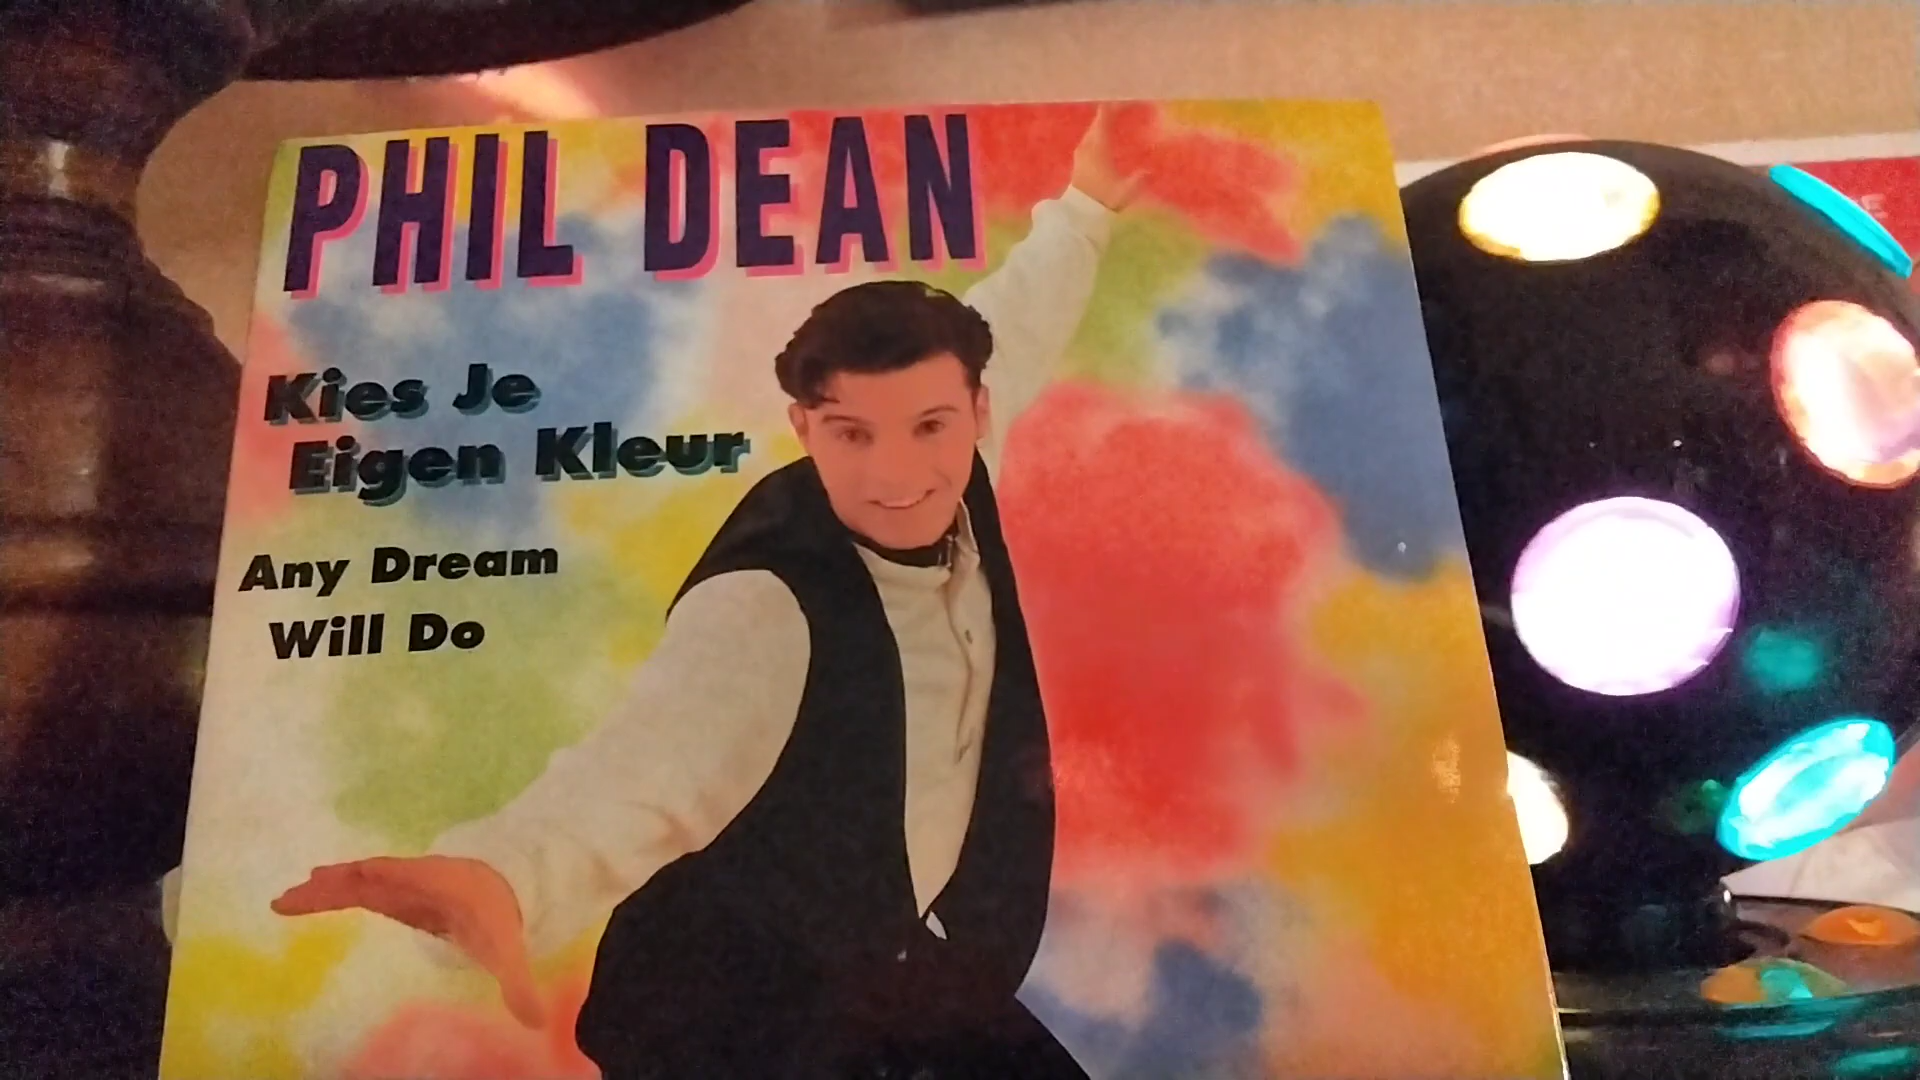 PHIL DEAN
Kies Je
Eigen Kleur
Any Dream
Will Do